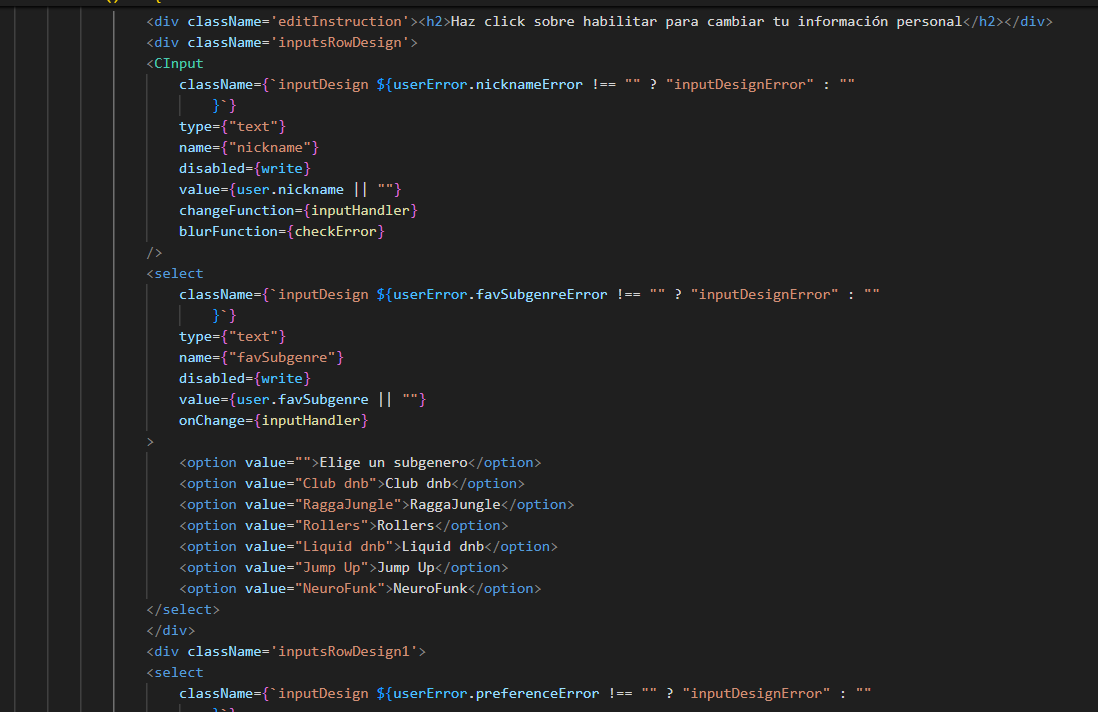 <div className='editInstruction'><h2>Haz click sobre habilitar para cambiar tu información personal</h2></div>
<div className='inputsRowDesign'>
<CInput
className={`inputDesign ${userError.nicknameError !== "" ? "inputDesignError" : ""
}`}
type={"text"}
name={"nickname"}
disabled={write}
value={user.nickname || ""}
changeFunction={inputHandler}
blurFunction={checkError}
/>
<select
className={`inputDesign ${userError.favSubgenreError !== "" ? "inputDesignError" : ""
}`}
type={"text"}
name={"favSubgenre"}
disabled={write}
value={user.favSubgenre || ""}
onChange={inputHandler}
>
<option value="">Elige un subgenero</option>
<option value="Club dnb">Club dnb</option>
<option value="RaggaJungle">RaggaJungle</option>
<option value="Rollers">Rollers</option>
<option value="Liquid dnb">Liquid dnb</option>
<option value="Jump Up">Jump Up</option>
<option value="NeuroFunk">NeuroFunk</option>
</select>
</div>
<div className='inputsRowDesign1'>
<select
className={`inputDesign ${userError.preferenceError !== "" ? "inputDesignError" : ""